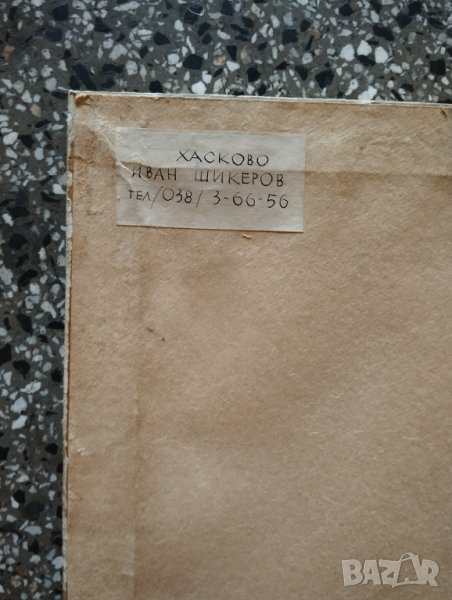 ХАСКОВО
ИВАН ШИКЕРОВ
ТЕЛ/038/ 3-66-56
BAZAR